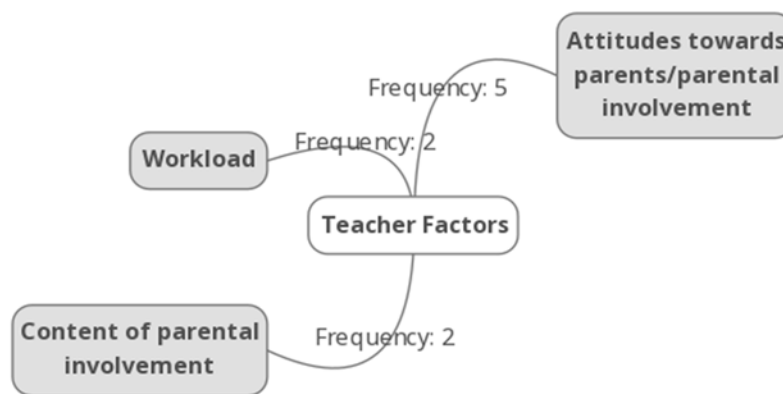 Attitudes towards
parents/parental
involvement
Frequency: 5
Frequency: 2
Workload
Teacher Factors
Content of parental
involvement
Frequency: 2